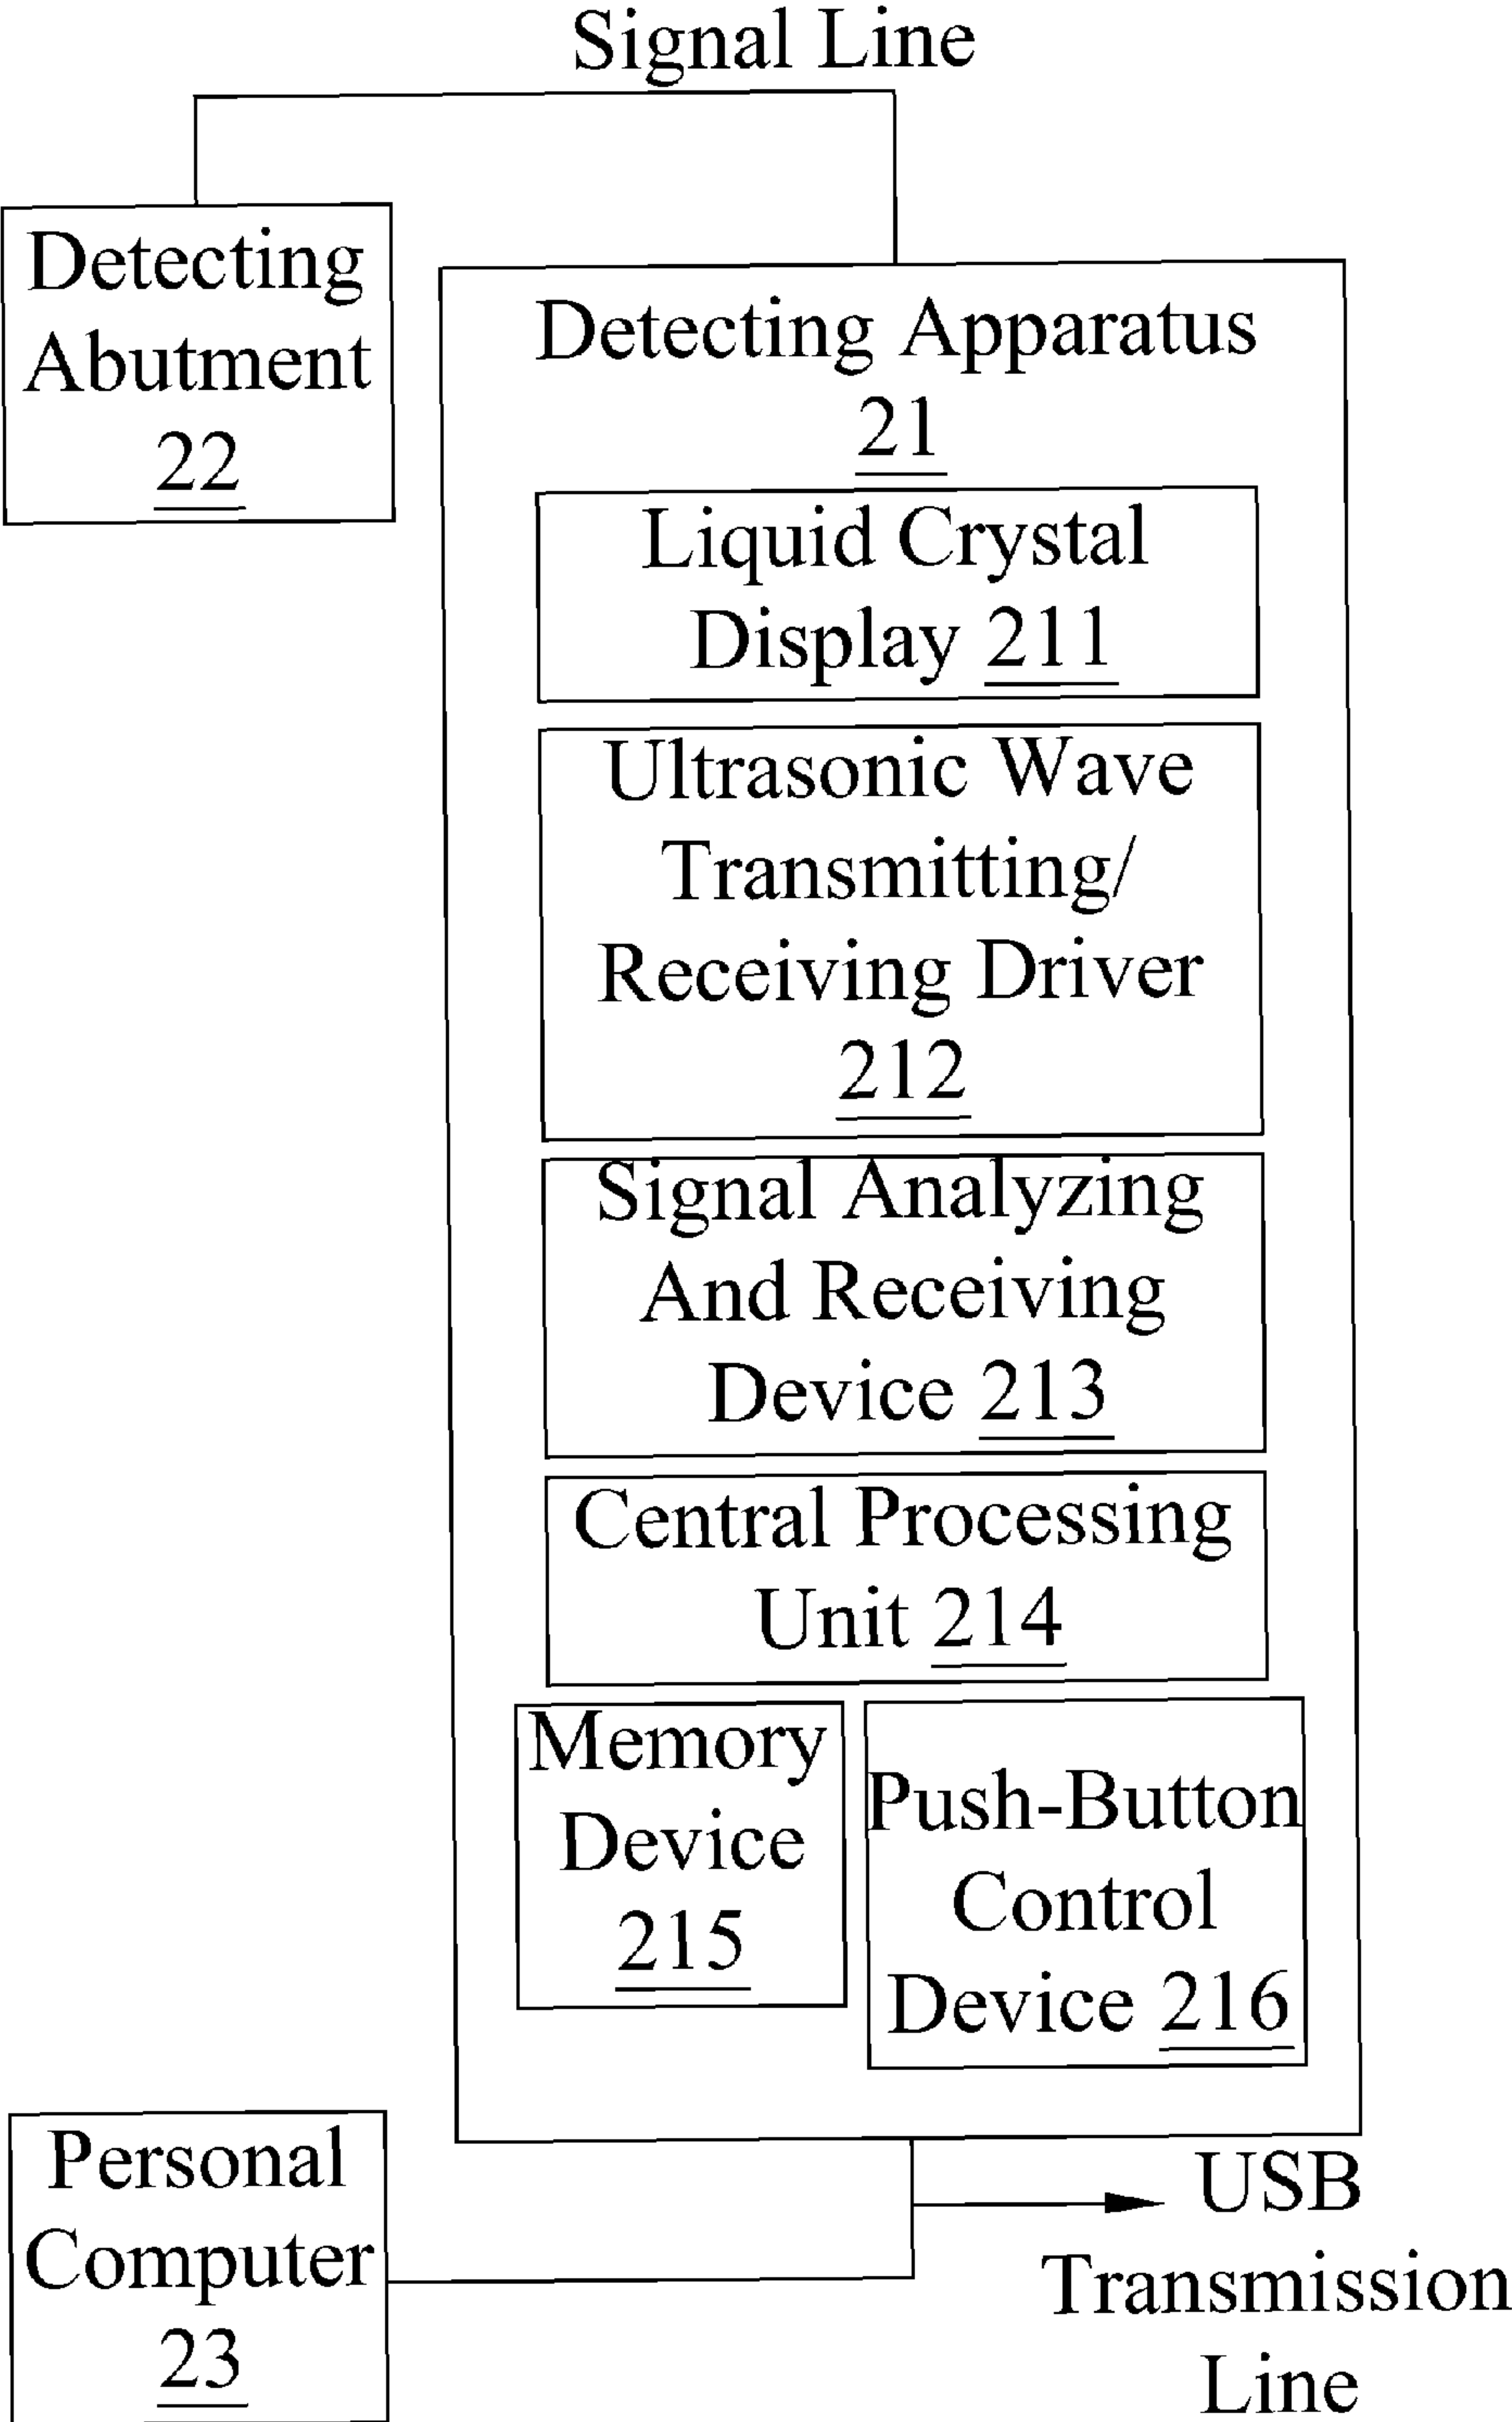 Signal Line
Detecting
Abutment
22
Detecting Apparatus
21
Liquid Crystal
Display 211
Ultrasonic Wave
Transmitting/
Receiving Driver
212
Signal Analyzing
And Receiving
Device 213
Central Processing
Unit 214
Memory
Device
215
Push-Button
Control
Device 216
Personal
Computer
23
USB
Transmission
Line